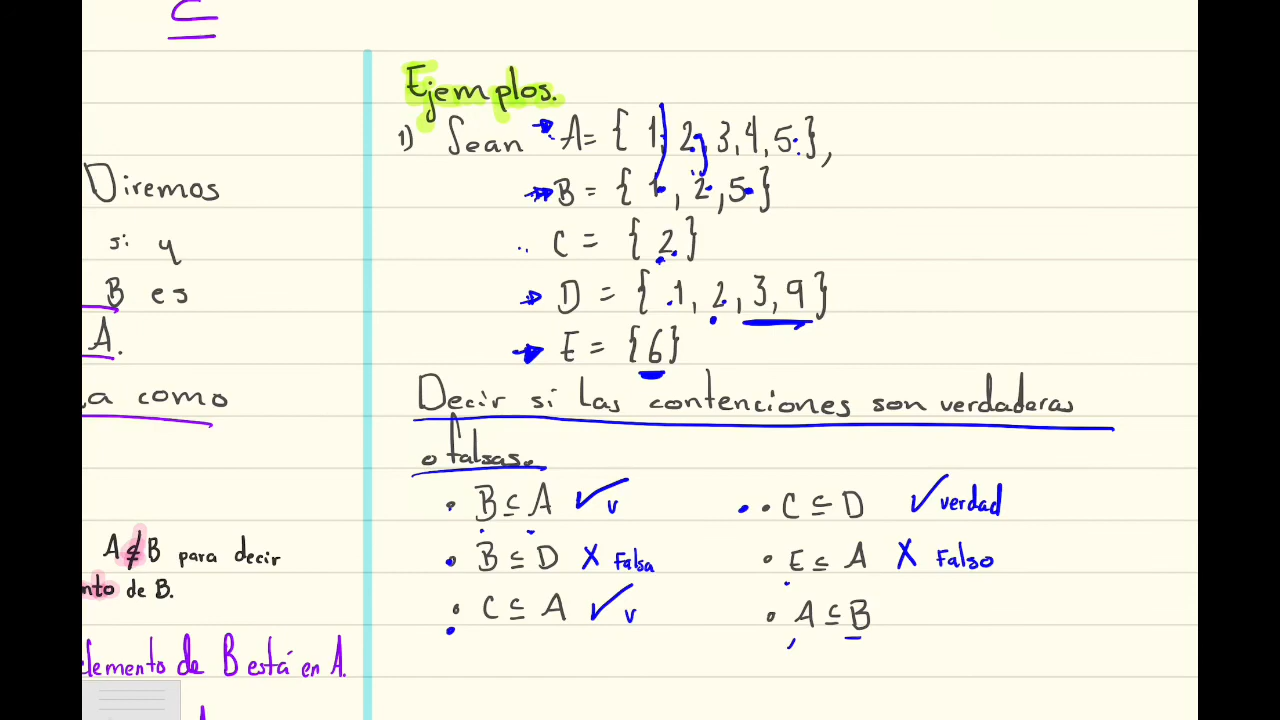 ⊆
Diremos
si y
B es
A.
como
A ⊄ B para decir
nto de B.
elemento de B está en A.
Ejemplos.
1) Sean A = { 1, 2, 3, 4, 5 },
B = { 1, 2, 5 }
C = { 2 }
D = { 1, 2, 3, 9 }
E = { 6 }
Decir si las contenciones son verdaderas
o falsas.
• B ⊆ A ✓ v
• C ⊆ D ✓ verdad
• B ⊆ D X Falsa
• E ⊆ A X Falso
• C ⊆ A ✓ v
• A ⊆ B